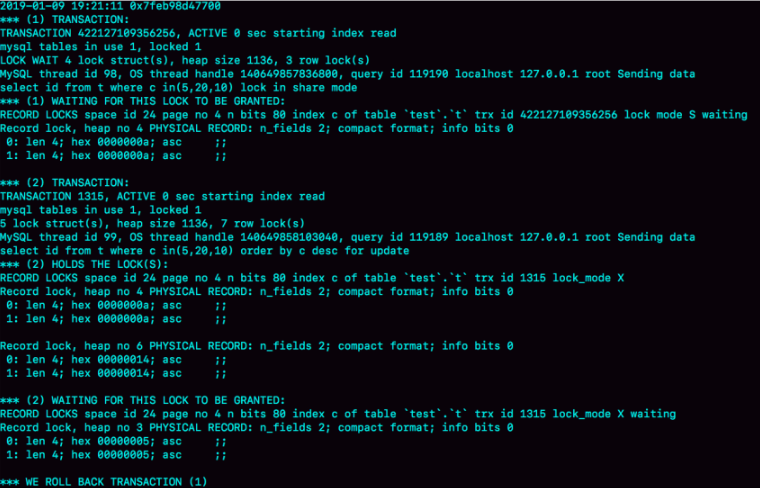 2019-01-09 19:21:11 0x7feb98d47700
*** (1) TRANSACTION:
TRANSACTION 422127109356256, ACTIVE 0 sec starting index read
mysql tables in use 1, locked 1
LOCK WAIT 4 lock struct(s), heap size 1136, 3 row lock(s)
MySQL thread id 98, OS thread handle 140649857836800, query id 119190 localhost 127.0.0.1 root Sending data
select id from t where c in(5,20,10) lock in share mode
*** (1) WAITING FOR THIS LOCK TO BE GRANTED:
RECORD LOCKS space id 24 page no 4 n bits 80 index c of table `test`.`t` trx id 422127109356256 lock mode S waiting
Record lock, heap no 4 PHYSICAL RECORD: n_fields 2; compact format; info bits 0
0: len 4; hex 0000000a; asc ;;
1: len 4; hex 0000000a; asc ;;
*** (2) TRANSACTION:
TRANSACTION 1315, ACTIVE 0 sec starting index read
mysql tables in use 1, locked 1
5 lock struct(s), heap size 1136, 7 row lock(s)
MySQL thread id 99, OS thread handle 140649858103040, query id 119189 localhost 127.0.0.1 root Sending data
select id from t where c in(5,20,10) order by c desc for update
*** (2) HOLDS THE LOCK(S):
RECORD LOCKS space id 24 page no 4 n bits 80 index c of table `test`.`t` trx id 1315 lock_mode X
Record lock, heap no 4 PHYSICAL RECORD: n_fields 2; compact format; info bits 0
0: len 4; hex 0000000a; asc ;;
1: len 4; hex 0000000a; asc ;;
Record lock, heap no 6 PHYSICAL RECORD: n_fields 2; compact format; info bits 0
0: len 4; hex 00000014; asc ;;
1: len 4; hex 00000014; asc ;;
*** (2) WAITING FOR THIS LOCK TO BE GRANTED:
RECORD LOCKS space id 24 page no 4 n bits 80 index c of table `test`.`t` trx id 1315 lock_mode X waiting
Record lock, heap no 3 PHYSICAL RECORD: n_fields 2; compact format; info bits 0
0: len 4; hex 00000005; asc ;;
1: len 4; hex 00000005; asc ;;
*** WE ROLL BACK TRANSACTION (1)